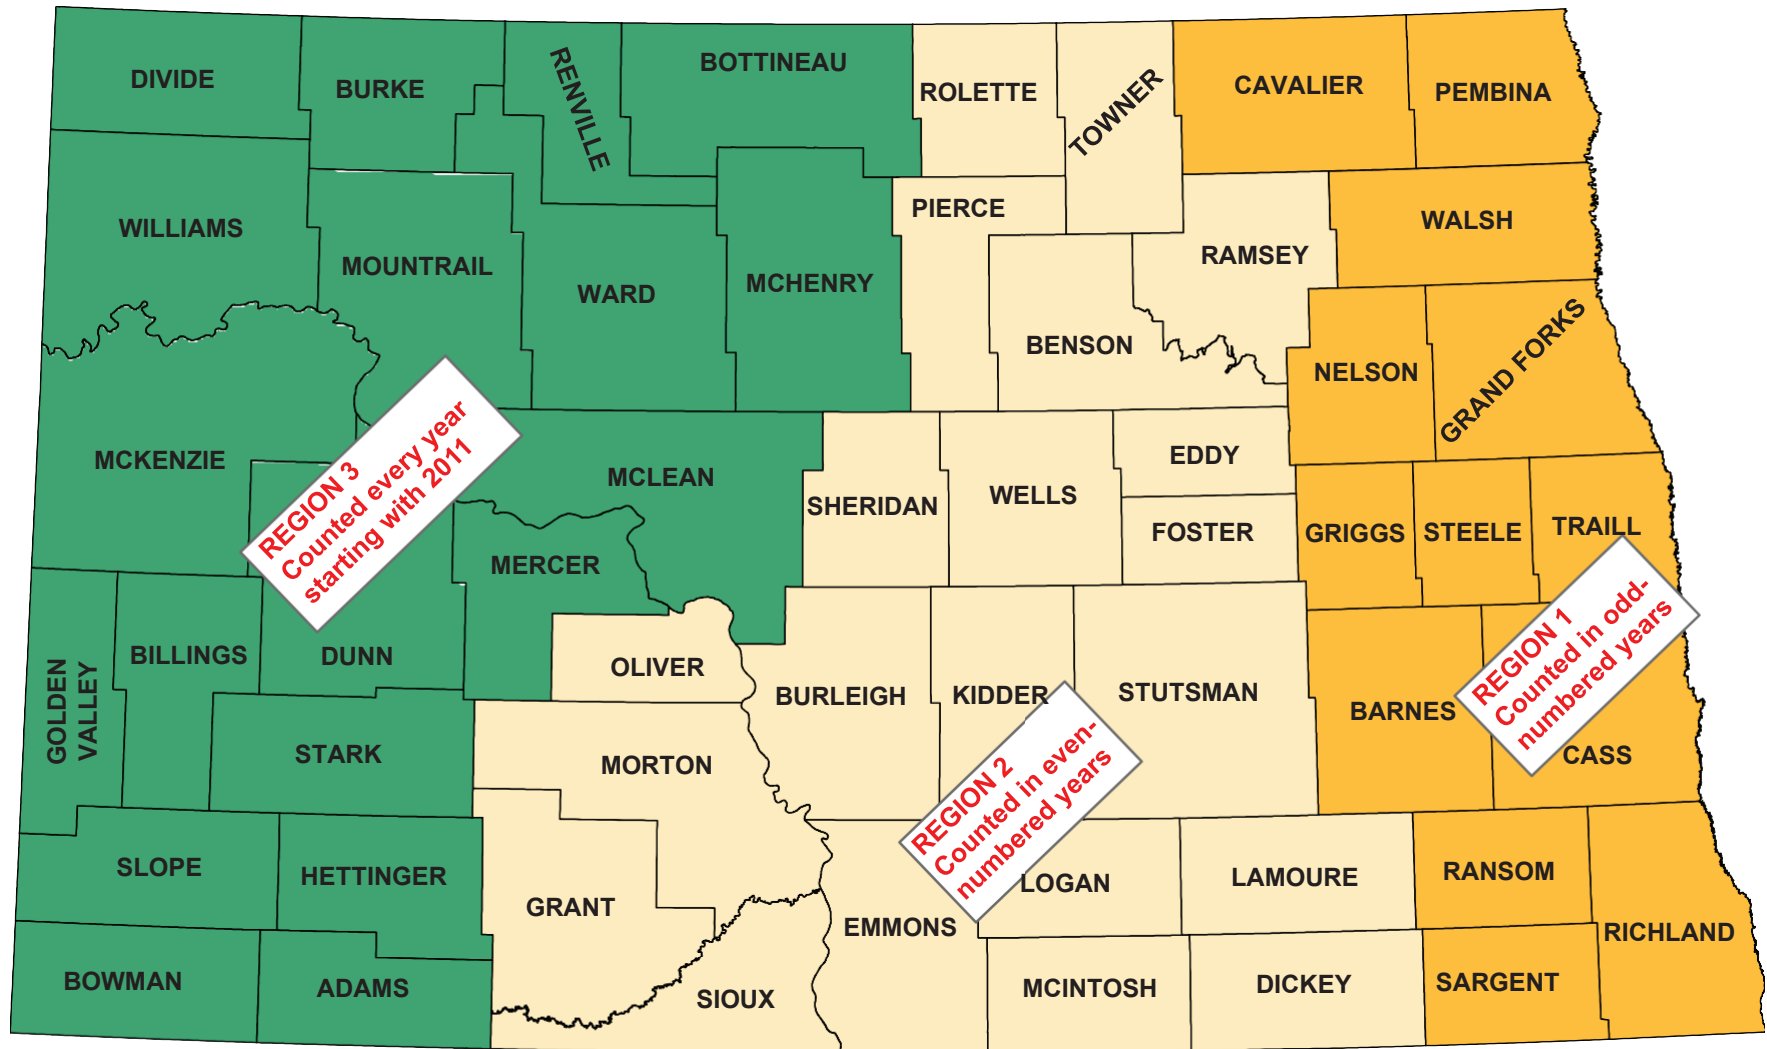 DIVIDE
BURKE
RENVILLE
BOTTINEAU
ROLETTE
TOWNER
CAVALIER
PEMBINA
WILLIAMS
MOUNTRAIL
WARD
MCHENRY
PIERCE
BENSON
RAMSEY
WALSH
NELSON
GRAND FORKS
MCKENZIE
REGION 3
Counted every year
starting with 2011
MCLEAN
MERCER
SHERIDAN
WELLS
EDDY
FOSTER
GRIGGS
STEELE
TRAILL
GOLDEN
VALLEY
BILLINGS
DUNN
OLIVER
BURLEIGH
KIDDER
STUTSMAN
BARNES
REGION 1
Counted in odd-
numbered years
CASS
STARK
MORTON
REGION 2
Counted in even-
numbered years
SLOPE
HETTINGER
GRANT
EMMONS
LOGAN
LAMOURE
RANSOM
RICHLAND
BOWMAN
ADAMS
SIOUX
MCINTOSH
DICKEY
SARGENT